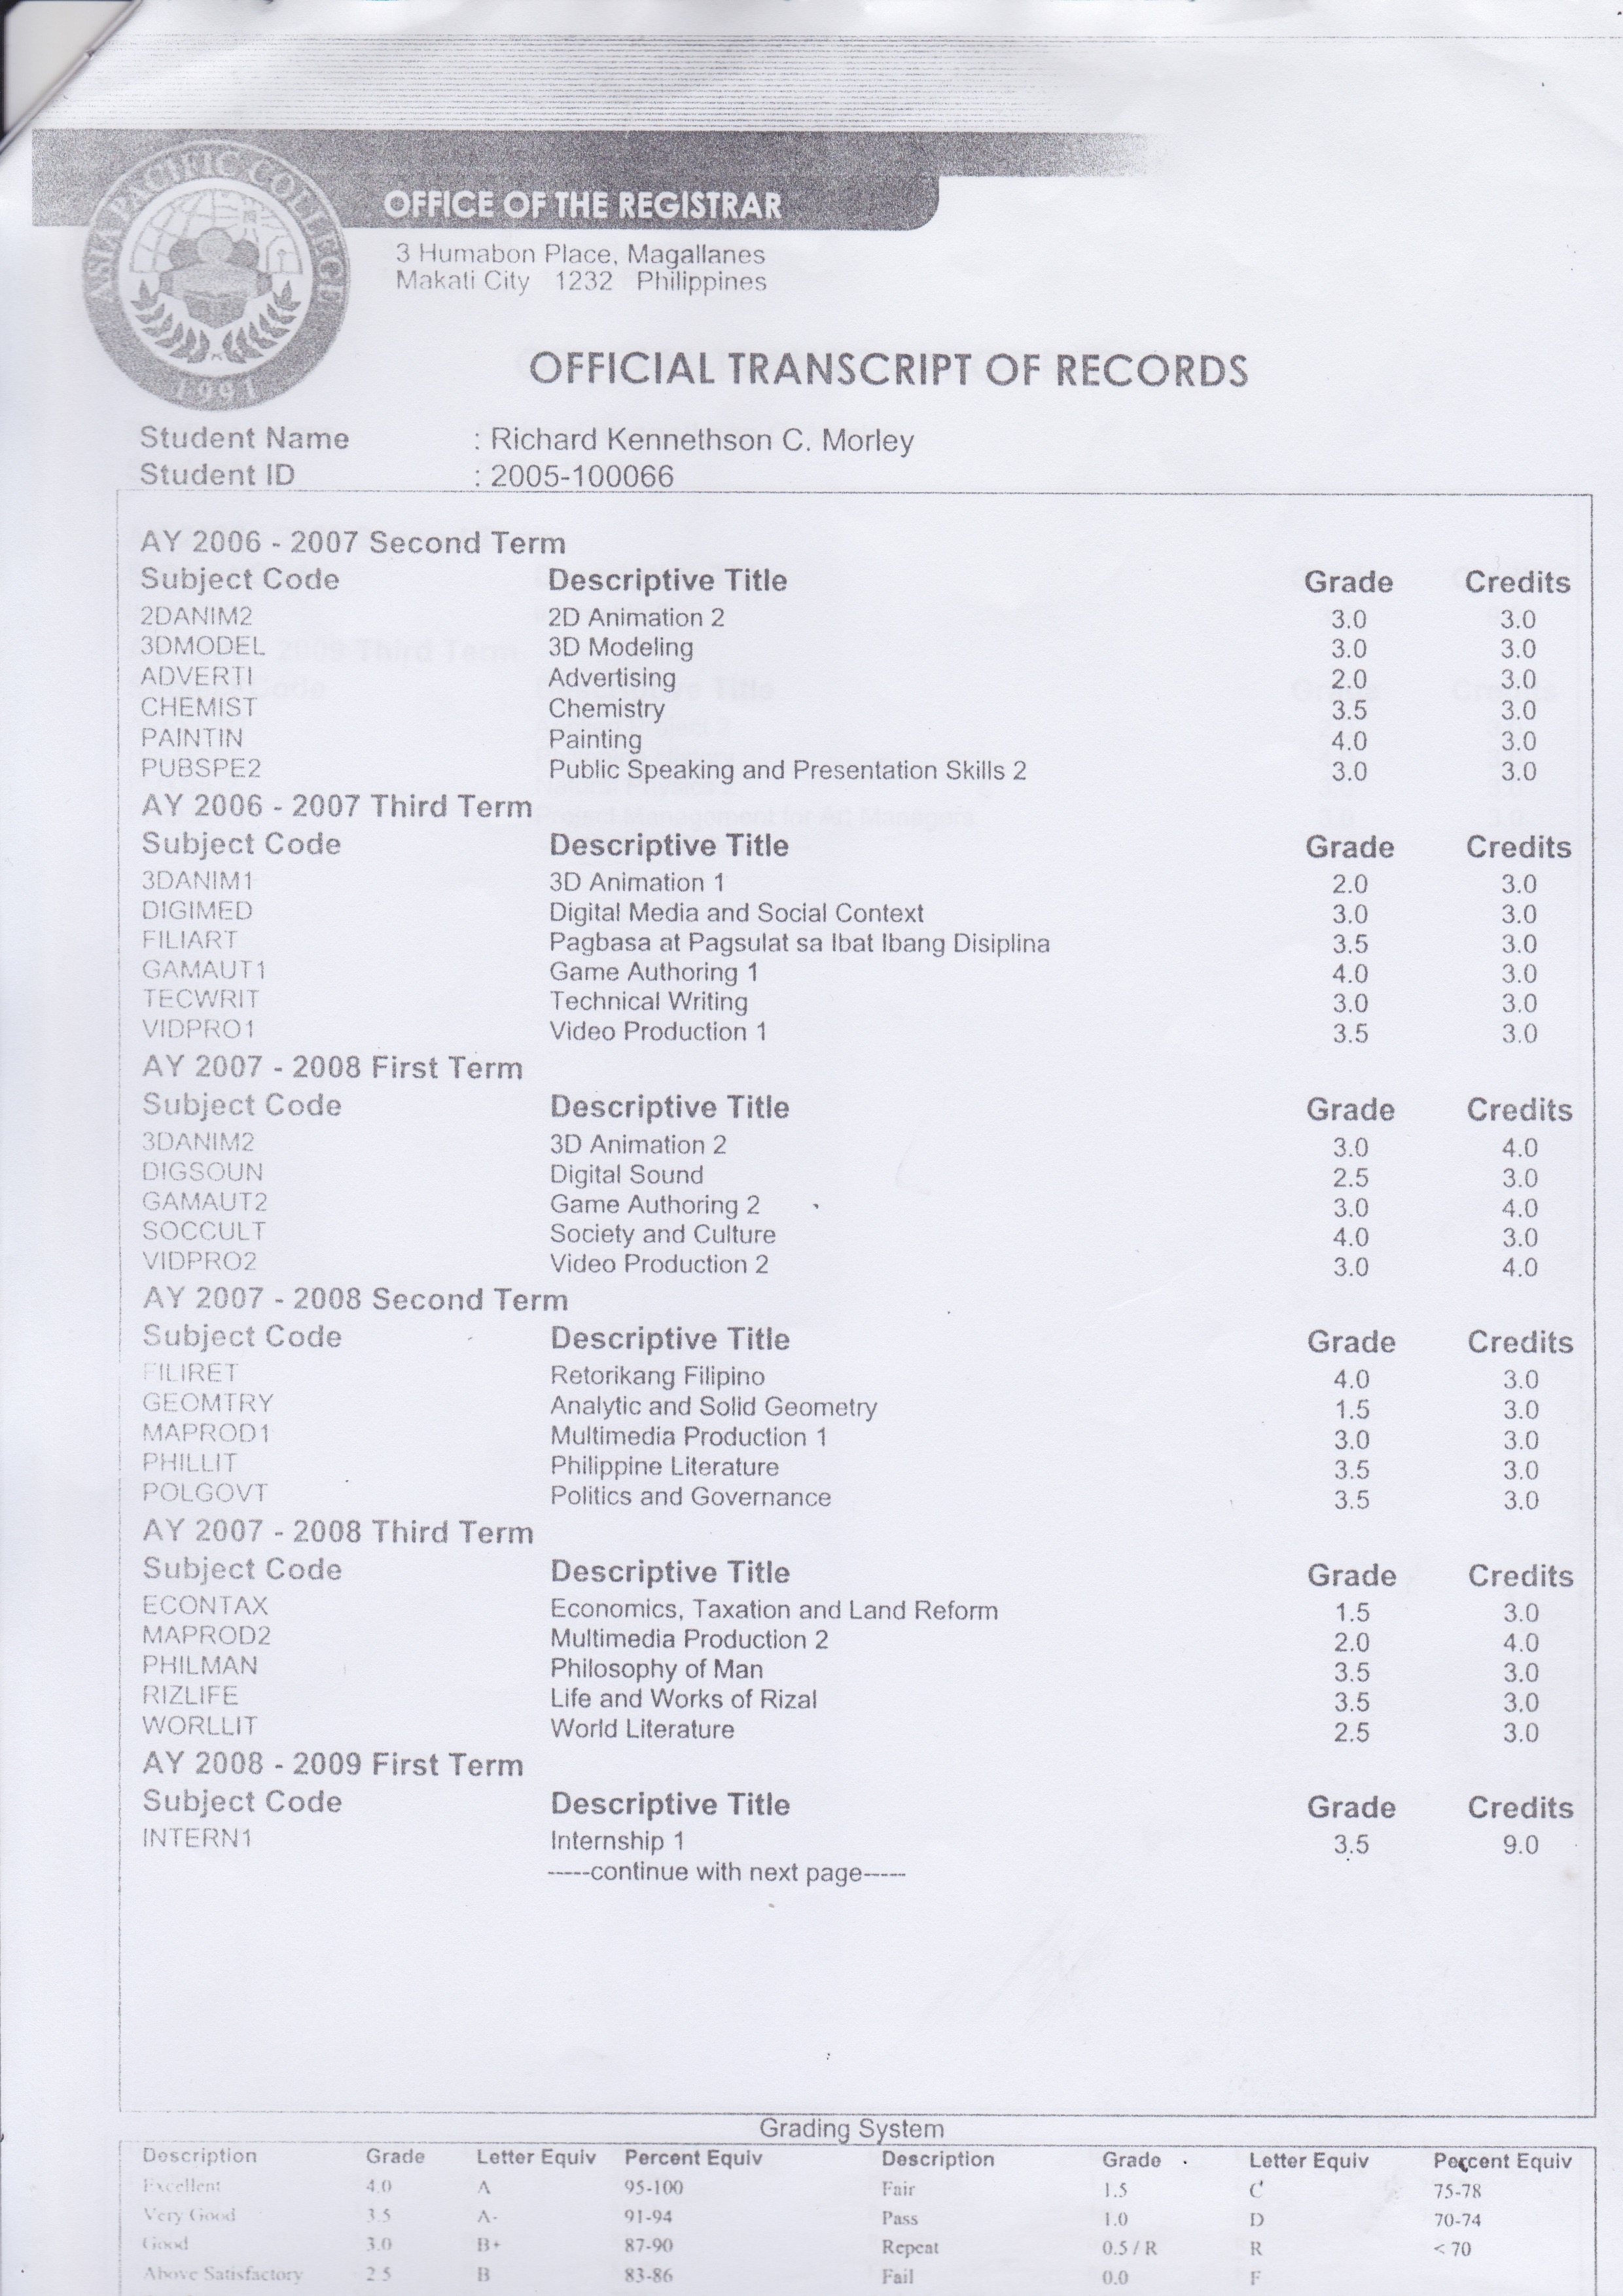 ASIA PACIFIC COLLEGE
1991
OFFICE OF THE REGISTRAR
3 Humabon Place, Magallanes
Makati City 1232 Philippines
OFFICIAL TRANSCRIPT OF RECORDS
Student Name : Richard Kennethson C. Morley
Student ID : 2005-100066
AY 2006 - 2007 Second Term
Subject Code Descriptive Title Grade Credits
2DANIM2 2D Animation 2 3.0 3.0
3DMODEL 3D Modeling 3.0 3.0
ADVERTI Advertising 2.0 3.0
CHEMIST Chemistry 3.5 3.0
PAINTIN Painting 4.0 3.0
PUBSPE2 Public Speaking and Presentation Skills 2 3.0 3.0
AY 2006 - 2007 Third Term
Subject Code Descriptive Title Grade Credits
3DANIM1 3D Animation 1 2.0 3.0
DIGIMED Digital Media and Social Context 3.0 3.0
FILIART Pagbasa at Pagsulat sa Ibat Ibang Disiplina 3.5 3.0
GAMAUT1 Game Authoring 1 4.0 3.0
TECWRIT Technical Writing 3.0 3.0
VIDPRO1 Video Production 1 3.5 3.0
AY 2007 - 2008 First Term
Subject Code Descriptive Title Grade Credits
3DANIM2 3D Animation 2 3.0 4.0
DIGSOUN Digital Sound 2.5 3.0
GAMAUT2 Game Authoring 2 3.0 4.0
SOCCULT Society and Culture 4.0 3.0
VIDPRO2 Video Production 2 3.0 4.0
AY 2007 - 2008 Second Term
Subject Code Descriptive Title Grade Credits
FILIRET Retorikang Filipino 4.0 3.0
GEOMTRY Analytic and Solid Geometry 1.5 3.0
MAPROD1 Multimedia Production 1 3.0 3.0
PHILLIT Philippine Literature 3.5 3.0
POLGOVT Politics and Governance 3.5 3.0
AY 2007 - 2008 Third Term
Subject Code Descriptive Title Grade Credits
ECONTAX Economics, Taxation and Land Reform 1.5 3.0
MAPROD2 Multimedia Production 2 2.0 4.0
PHILMAN Philosophy of Man 3.5 3.0
RIZLIFE Life and Works of Rizal 3.5 3.0
WORLLIT World Literature 2.5 3.0
AY 2008 - 2009 First Term
Subject Code Descriptive Title Grade Credits
INTERN1 Internship 1 3.5 9.0
-----continue with next page-----
Grading System
Description Grade Letter Equiv Percent Equiv Description Grade Letter Equiv Percent Equiv
Excellent 4.0 A 95-100 Fair 1.5 C 75-78
Very Good 3.5 A- 91-94 Pass 1.0 D 70-74
Good 3.0 B+ 87-90 Repeat 0.5 / R R < 70
Above Satisfactory 2.5 B 83-86 Fail 0.0 F